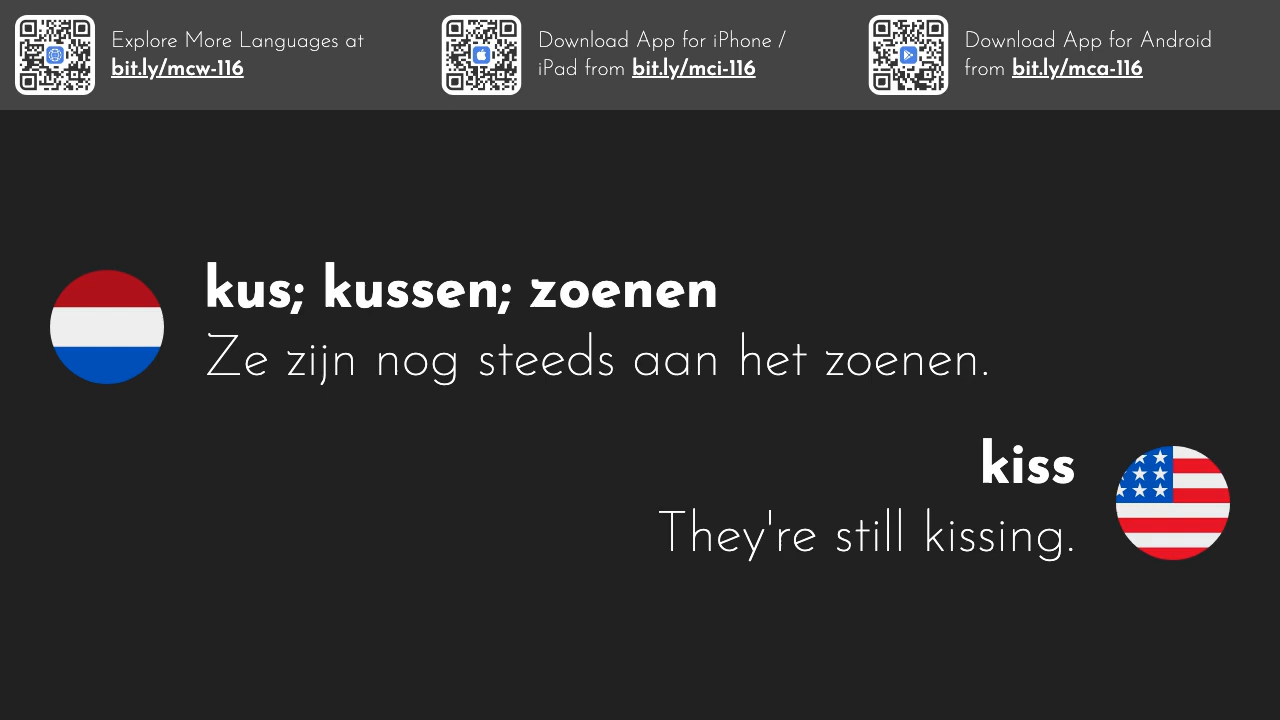 Explore More Languages at
bit.ly/mcw-116
Download App for iPhone /
iPad from bit.ly/mci-116
Download App for Android
from bit.ly/mca-116
kus; kussen; zoenen
Ze zijn nog steeds aan het zoenen.
kiss
They're still kissing.